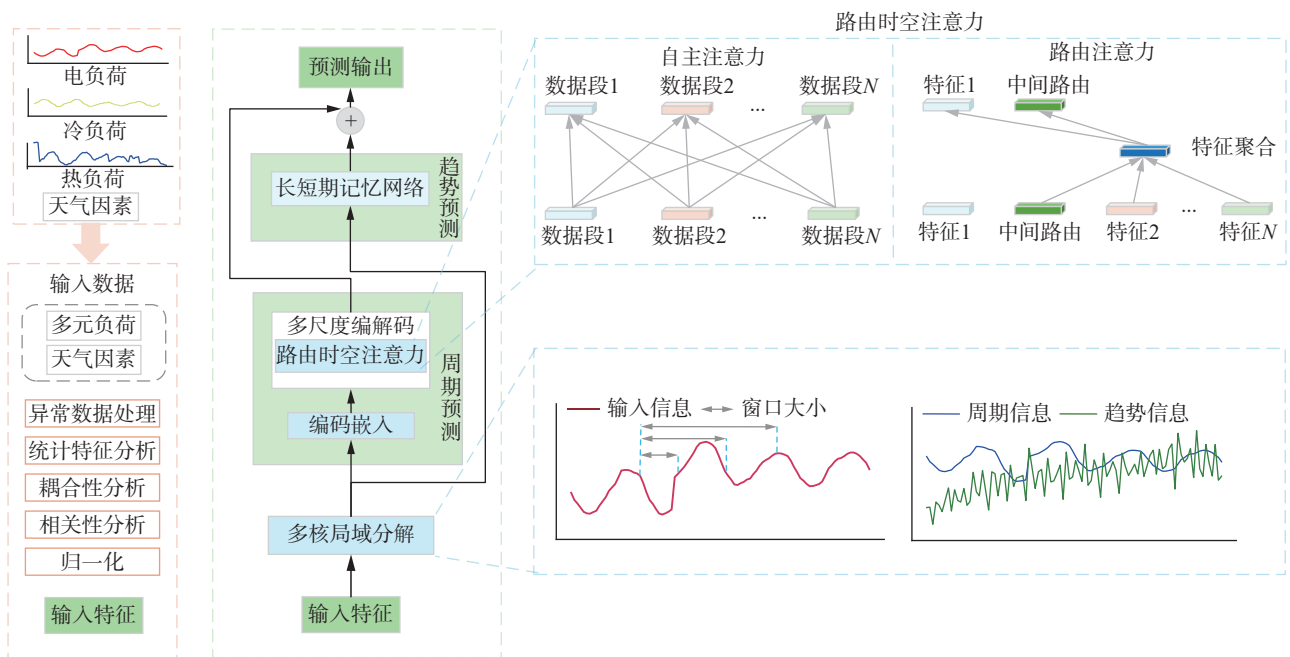 电负荷
冷负荷
热负荷
天气因素
输入数据
多元负荷
天气因素
异常数据处理
统计特征分析
耦合性分析
相关性分析
归一化
输入特征
预测输出
+
长短期记忆网络
趋势预测
多尺度编解码
路由时空注意力
编码嵌入
周期预测
多核局域分解
输入特征
路由时空注意力
自主注意力
数据段1 数据段2 ... 数据段N
数据段1 数据段2 ... 数据段N
路由注意力
特征1 中间路由
特征聚合
特征1 中间路由 特征2 ... 特征N
输入信息 窗口大小
周期信息 趋势信息